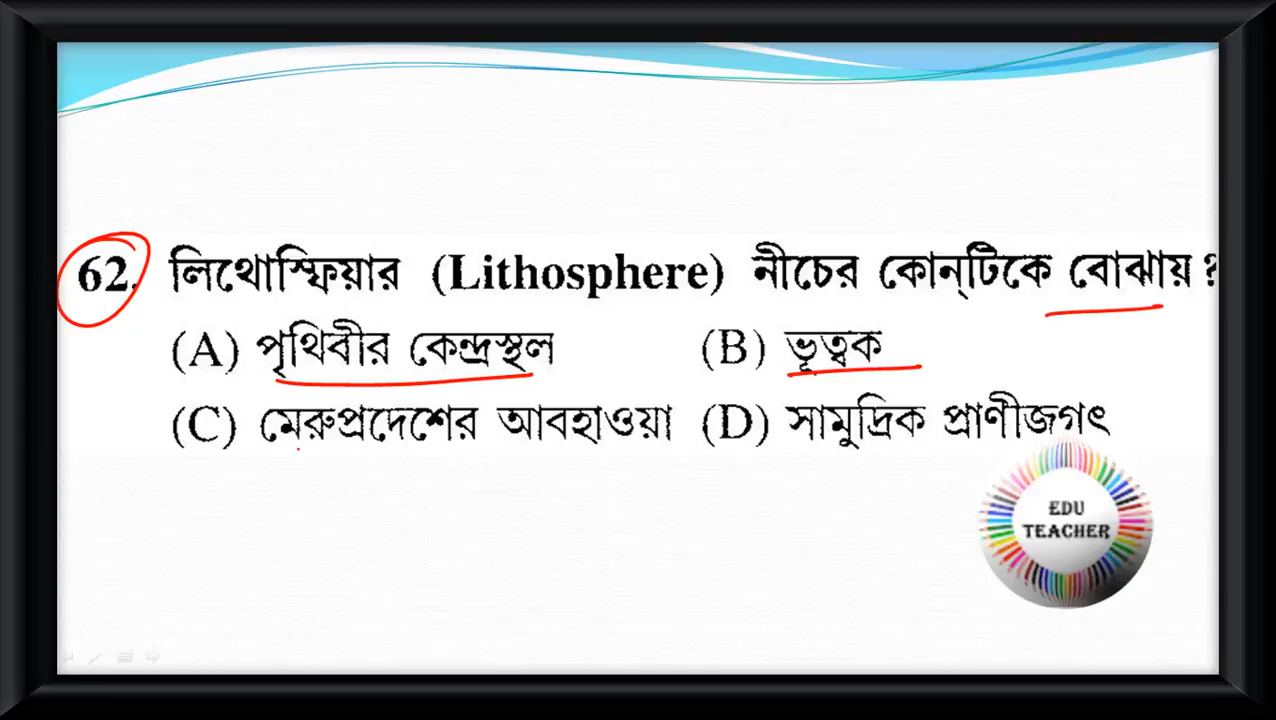 62. লিথোস্ফিয়ার (Lithosphere) নীচের কোন্‌টিকে বোঝায় ?
(A) পৃথিবীর কেন্দ্রস্থল (B) ভূত্বক
(C) মেরুপ্রদেশের আবহাওয়া (D) সামুদ্রিক প্রাণীজগৎ
EDU
TEACHER